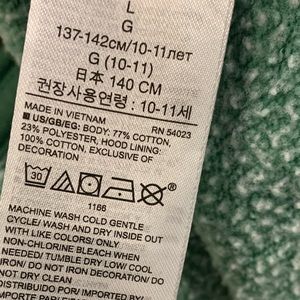 L
G
137-142см/10-11лет
G (10-11)
日本 140 CM
권장사용연령 : 10-11세
MADE IN VIETNAM RN 54023
■ US/GB/EG: BODY: 77% COTTON,
23% POLYESTER, HOOD LINING:
100% COTTON, EXCLUSIVE OF
DECORATION
30
1166
MACHINE WASH COLD GENTLE
CYCLE/ WASH AND DRY INSIDE OUT
WITH LIKE COLORS/ ONLY
NON-CHLORINE BLEACH WHEN
NEEDED/ TUMBLE DRY LOW/ COOL
IRON/ DO NOT IRON DECORATION/ DO
NOT DRY CLEAN
DISTRIBUIDO POR/ IMPORTED BY/